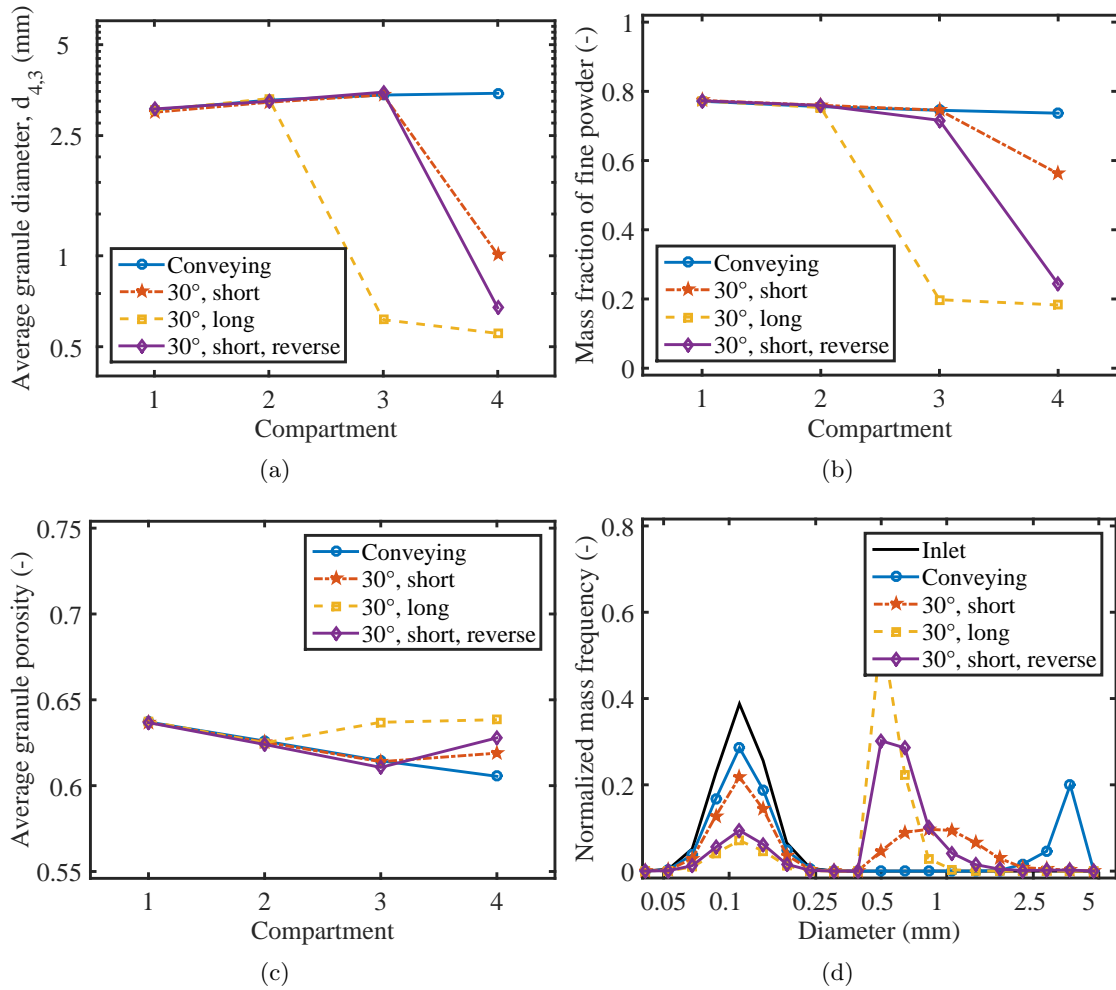 Average granule diameter, d4,3 (mm)
5
2.5
1
0.5
Conveying
30°, short
30°, long
30°, short, reverse
1 2 3 4
Compartment
(a)
Mass fraction of fine powder (-)
1
0.8
0.6
0.4
0.2
0
Conveying
30°, short
30°, long
30°, short, reverse
1 2 3 4
Compartment
(b)
Average granule porosity (-)
0.75
0.7
0.65
0.6
0.55
Conveying
30°, short
30°, long
30°, short, reverse
1 2 3 4
Compartment
(c)
Normalized mass frequency (-)
0.8
0.6
0.4
0.2
0
Inlet
Conveying
30°, short
30°, long
30°, short, reverse
0.05 0.1 0.25 0.5 1 2.5 5
Diameter (mm)
(d)